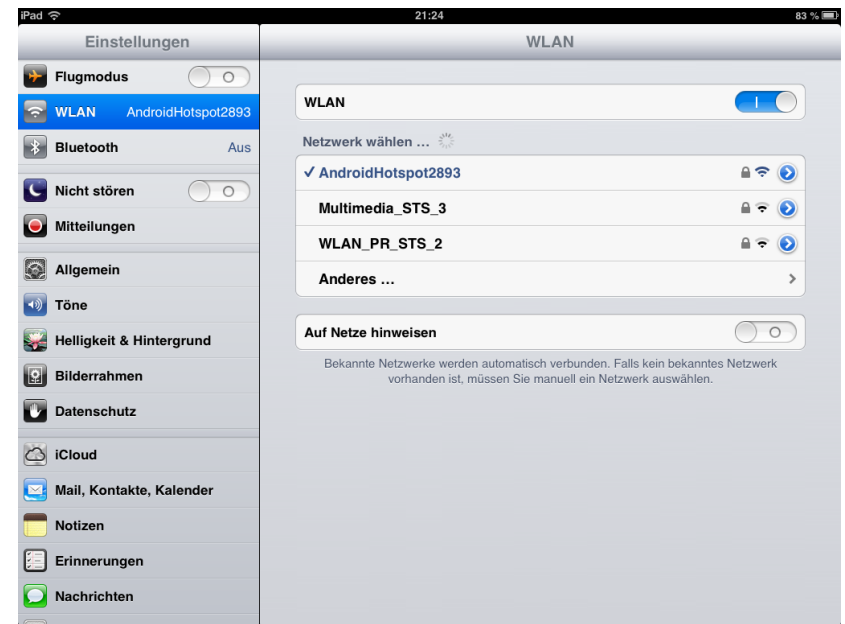 iPad 21:24 83 %
Einstellungen
Flugmodus
WLAN AndroidHotspot2893
Bluetooth Aus
Nicht stören
Mitteilungen
Allgemein
Töne
Helligkeit & Hintergrund
Bilderrahmen
Datenschutz
iCloud
Mail, Kontakte, Kalender
Notizen
Erinnerungen
Nachrichten
WLAN
WLAN
Netzwerk wählen ...
AndroidHotspot2893
Multimedia_STS_3
WLAN_PR_STS_2
Anderes ...
Auf Netze hinweisen
Bekannte Netzwerke werden automatisch verbunden. Falls kein bekanntes Netzwerk
vorhanden ist, müssen Sie manuell ein Netzwerk auswählen.